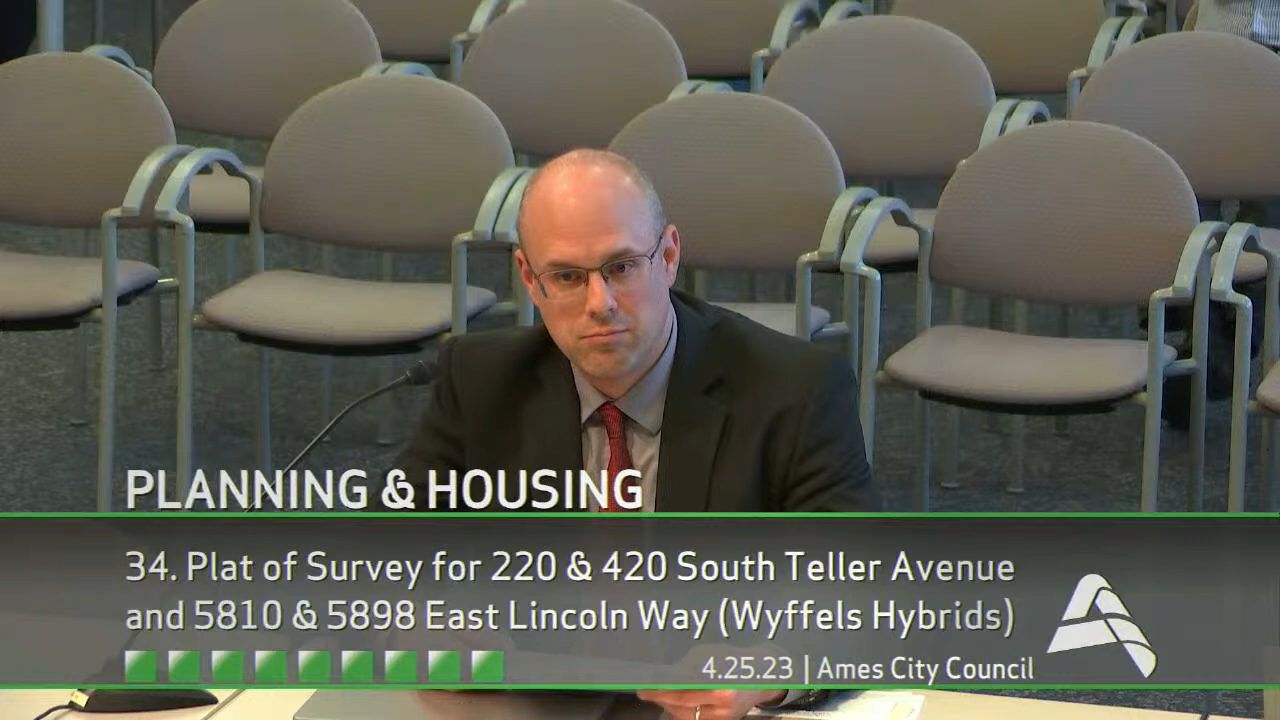 PLANNING & HOUSING
34. Plat of Survey for 220 & 420 South Teller Avenue
and 5810 & 5898 East Lincoln Way (Wyffels Hybrids)
4.25.23 | Ames City Council